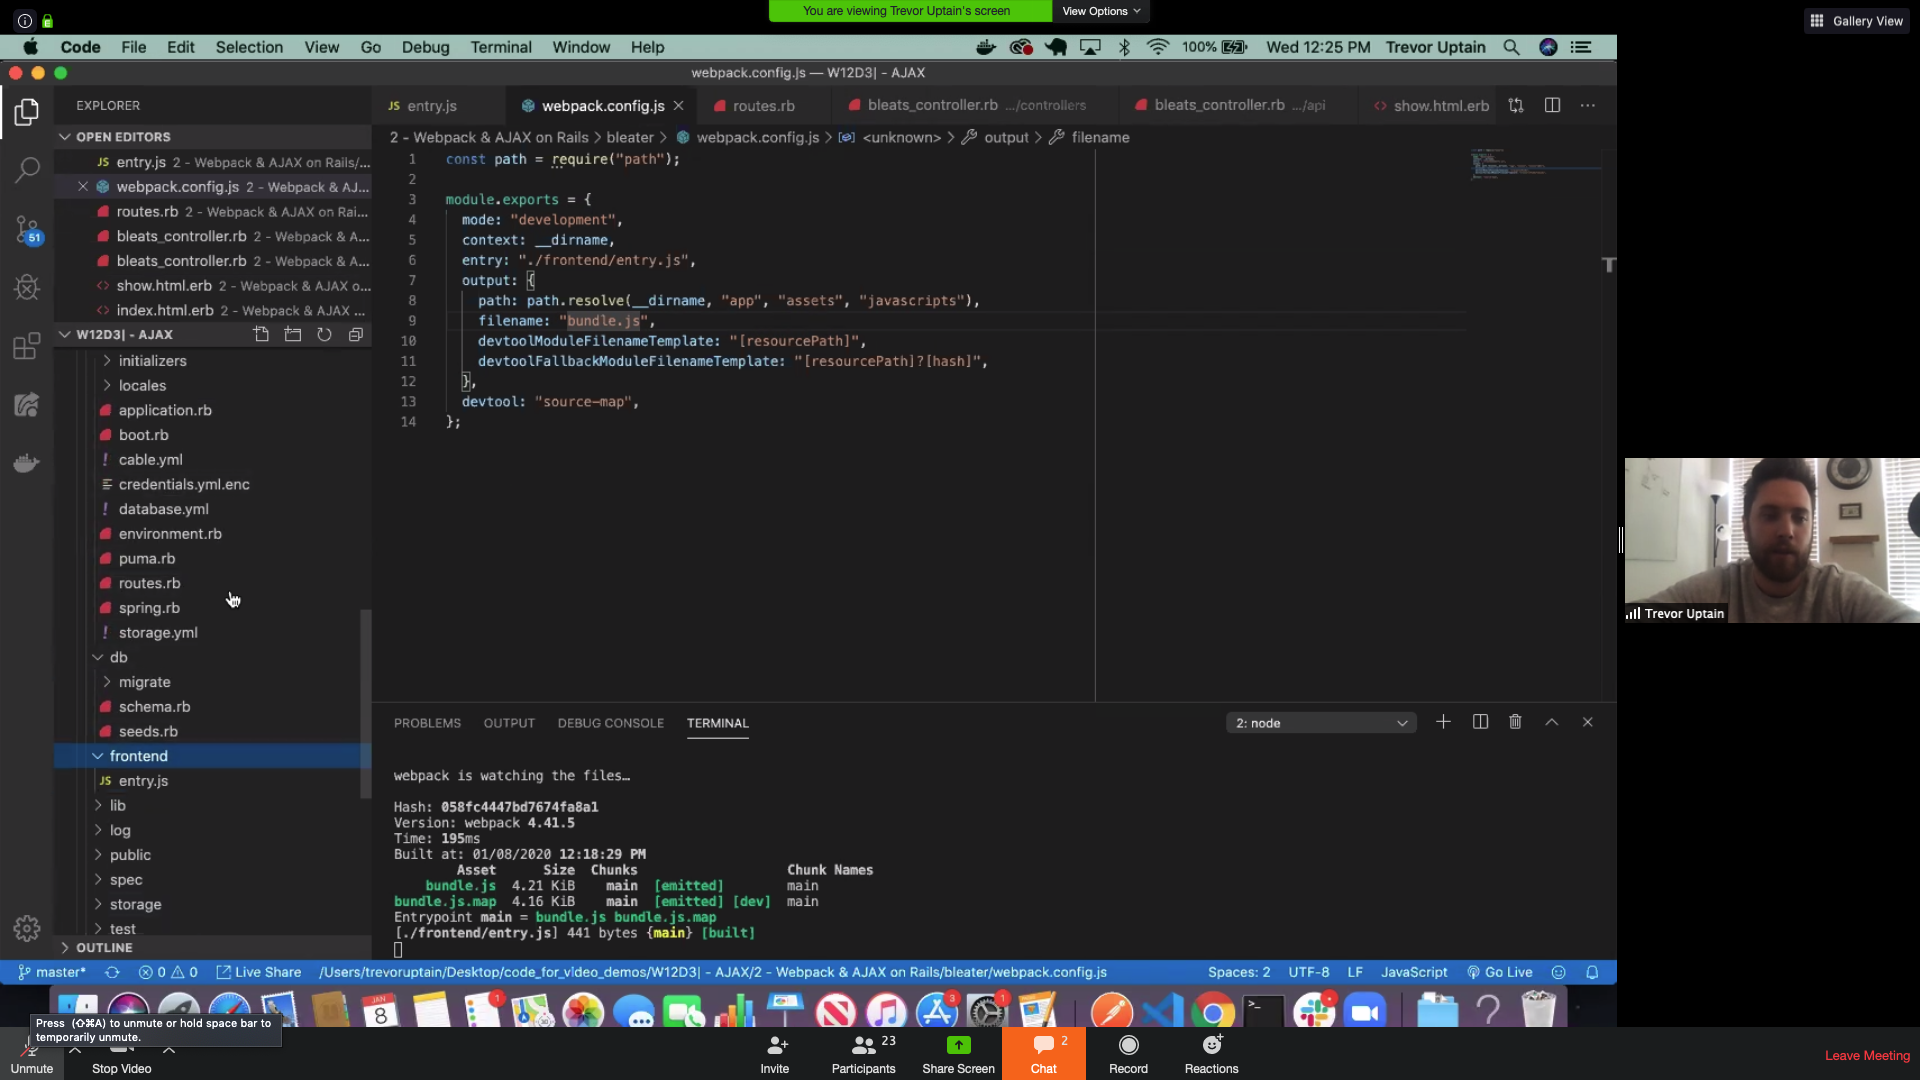 You are viewing Trevor Uptain's screen
View Options
Gallery View
Code File Edit Selection View Go Debug Terminal Window Help
100% Wed 12:25 PM Trevor Uptain
webpack.config.js — W12D3| - AJAX
EXPLORER
entry.js
webpack.config.js
routes.rb
bleats_controller.rb .../controllers
bleats_controller.rb .../api
show.html.erb
OPEN EDITORS
2 - Webpack & AJAX on Rails > bleater > webpack.config.js > <unknown> > output > filename
entry.js 2 - Webpack & AJAX on Rails/...
webpack.config.js 2 - Webpack & AJ...
routes.rb 2 - Webpack & AJAX on Rai...
bleats_controller.rb 2 - Webpack & A...
bleats_controller.rb 2 - Webpack & A...
show.html.erb 2 - Webpack & AJAX o...
index.html.erb 2 - Webpack & AJAX ...
51
W12D3| - AJAX
initializers
locales
application.rb
boot.rb
cable.yml
credentials.yml.enc
database.yml
environment.rb
puma.rb
routes.rb
spring.rb
storage.yml
db
migrate
schema.rb
seeds.rb
frontend
entry.js
lib
log
public
spec
storage
test
OUTLINE
1 const path = require("path");
2
3 module.exports = {
4 mode: "development",
5 context: __dirname,
6 entry: "./frontend/entry.js",
7 output: {
8 path: path.resolve(__dirname, "app", "assets", "javascripts"),
9 filename: "bundle.js",
10 devtoolModuleFilenameTemplate: "[resourcePath]",
11 devtoolFallbackModuleFilenameTemplate: "[resourcePath]?[hash]",
12 },
13 devtool: "source-map",
14 };
PROBLEMS OUTPUT DEBUG CONSOLE TERMINAL
2: node
webpack is watching the files…
Hash: 058fc4447bd7674fa8a1
Version: webpack 4.41.5
Time: 195ms
Built at: 01/08/2020 12:18:29 PM
Asset Size Chunks Chunk Names
bundle.js 4.21 KiB main [emitted] main
bundle.js.map 4.16 KiB main [emitted] [dev] main
Entrypoint main = bundle.js bundle.js.map
[./frontend/entry.js] 441 bytes {main} [built]
master* 0 0 Live Share /Users/trevoruptain/Desktop/code_for_video_demos/W12D3| - AJAX/2 - Webpack & AJAX on Rails/bleater/webpack.config.js
Spaces: 2 UTF-8 LF JavaScript Go Live
JAN
8
1
3
1
Trevor Uptain
Press (⇧⌘A) to unmute or hold space bar to
temporarily unmute.
Unmute
Stop Video
Invite
23
Participants
Share Screen
2
Chat
Record
Reactions
Leave Meeting